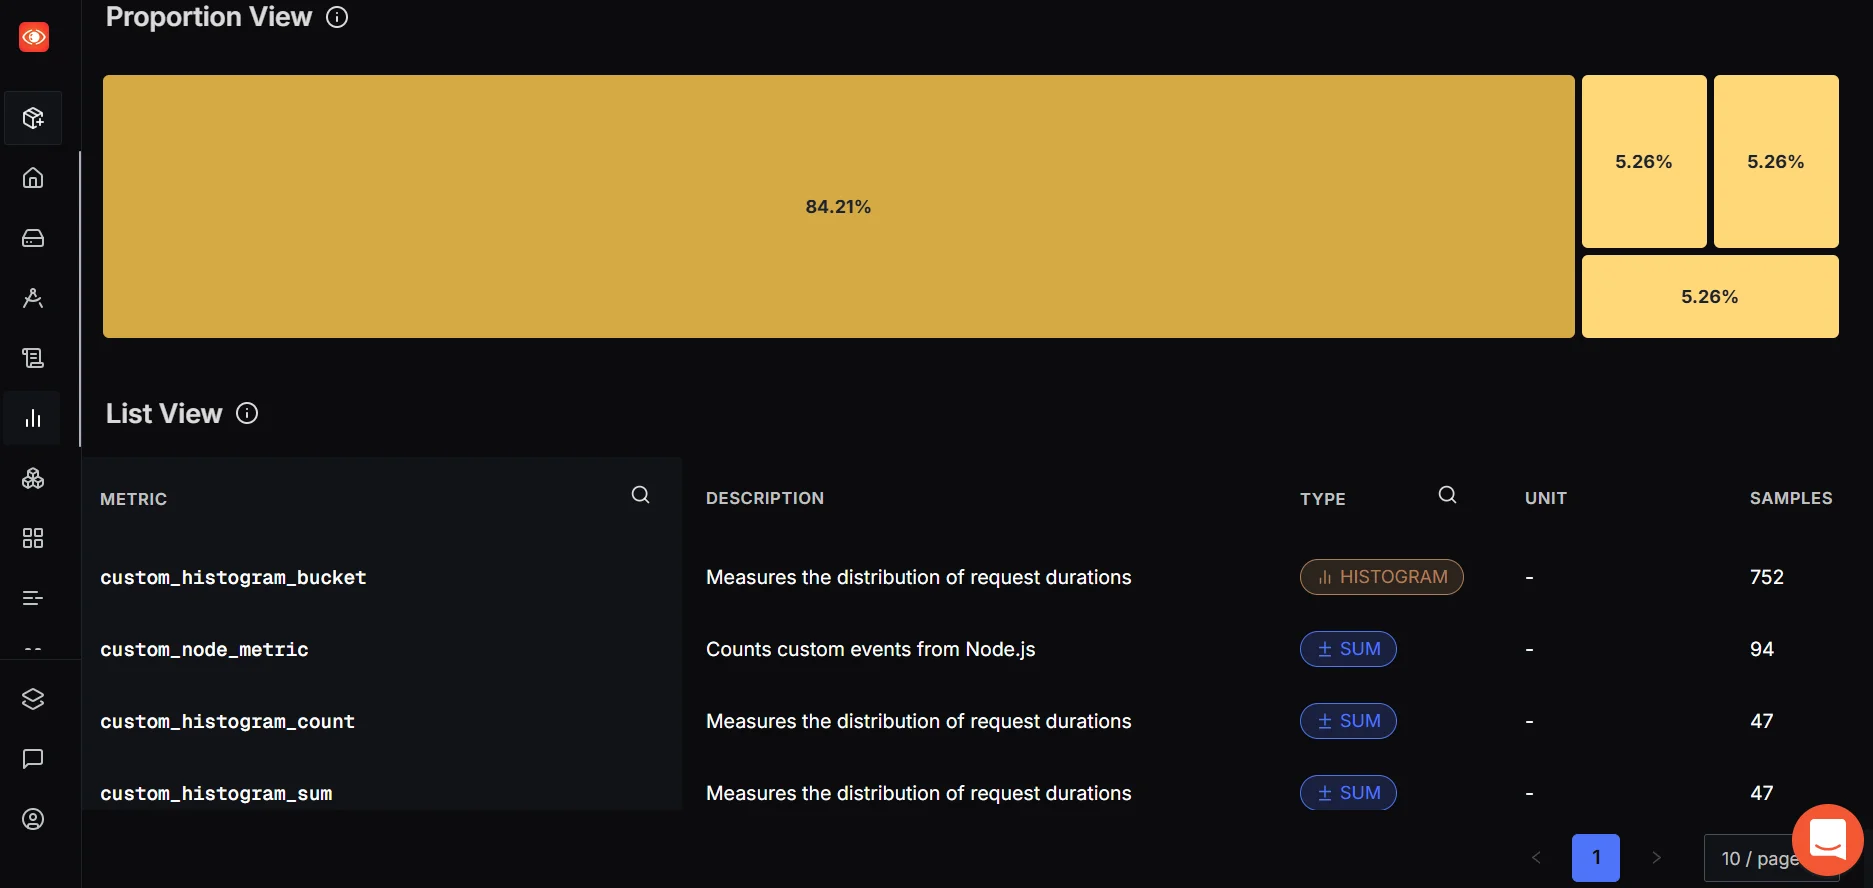 Proportion View
84.21%
5.26%
5.26%
5.26%
List View
METRIC DESCRIPTION TYPE UNIT SAMPLES
custom_histogram_bucket Measures the distribution of request durations HISTOGRAM - 752
custom_node_metric Counts custom events from Node.js SUM - 94
custom_histogram_count Measures the distribution of request durations SUM - 47
custom_histogram_sum Measures the distribution of request durations SUM - 47
< 1 > 10 / page